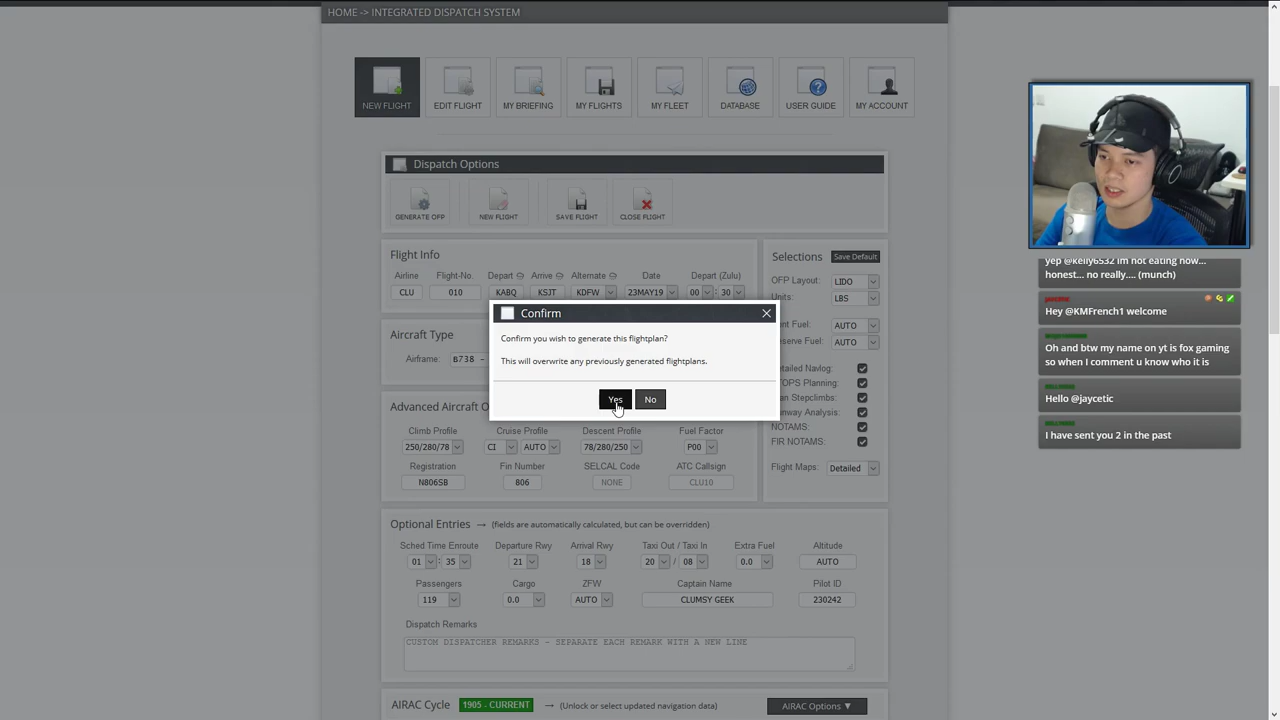 HOME -> INTEGRATED DISPATCH SYSTEM
NEW FLIGHT
EDIT FLIGHT
MY BRIEFING
MY FLIGHTS
MY FLEET
DATABASE
USER GUIDE
MY ACCOUNT
Dispatch Options
GENERATE OFP
NEW FLIGHT
SAVE FLIGHT
CLOSE FLIGHT
Flight Info
Airline Flight-No. Depart Arrive Alternate Date Depart (Zulu)
CLU 010 KABQ KSJT KDFW 23MAY19 00 : 30
Selections Save Default
OFP Layout: LIDO
Units: LBS
Fuel: AUTO
Fuel: AUTO
Navlog:
Planning:
Stepclimbs:
Analysis:
NOTAMS:
FIR NOTAMS:
Flight Maps: Detailed
Aircraft Type
Airframe: B738 -
Confirm
Confirm you wish to generate this flightplan?
This will overwrite any previously generated flightplans.
Yes No
Advanced Aircraft
Climb Profile Cruise Profile Descent Profile Fuel Factor
250/280/78 CI AUTO 78/280/250 P00
Registration Fin Number SELCAL Code ATC Callsign
N806SB 806 NONE CLU10
Optional Entries → (fields are automatically calculated, but can be overridden)
Sched Time Enroute Departure Rwy Arrival Rwy Taxi Out / Taxi In Extra Fuel Altitude
01 : 35 21 18 20 / 08 0.0 AUTO
Passengers Cargo ZFW Captain Name Pilot ID
119 0.0 AUTO CLUMSY GEEK 230242
Dispatch Remarks
CUSTOM DISPATCHER REMARKS - SEPARATE EACH REMARK WITH A NEW LINE
AIRAC Cycle 1905 - CURRENT → (Unlock or select updated navigation data) AIRAC Options ▼
yep @kelly6532 im not eating now...
honest... no really.... (munch)
Hey @KMFrench1 welcome
Oh and btw my name on yt is fox gaming
so when I comment u know who it is
Hello @jaycetic
I have sent you 2 in the past